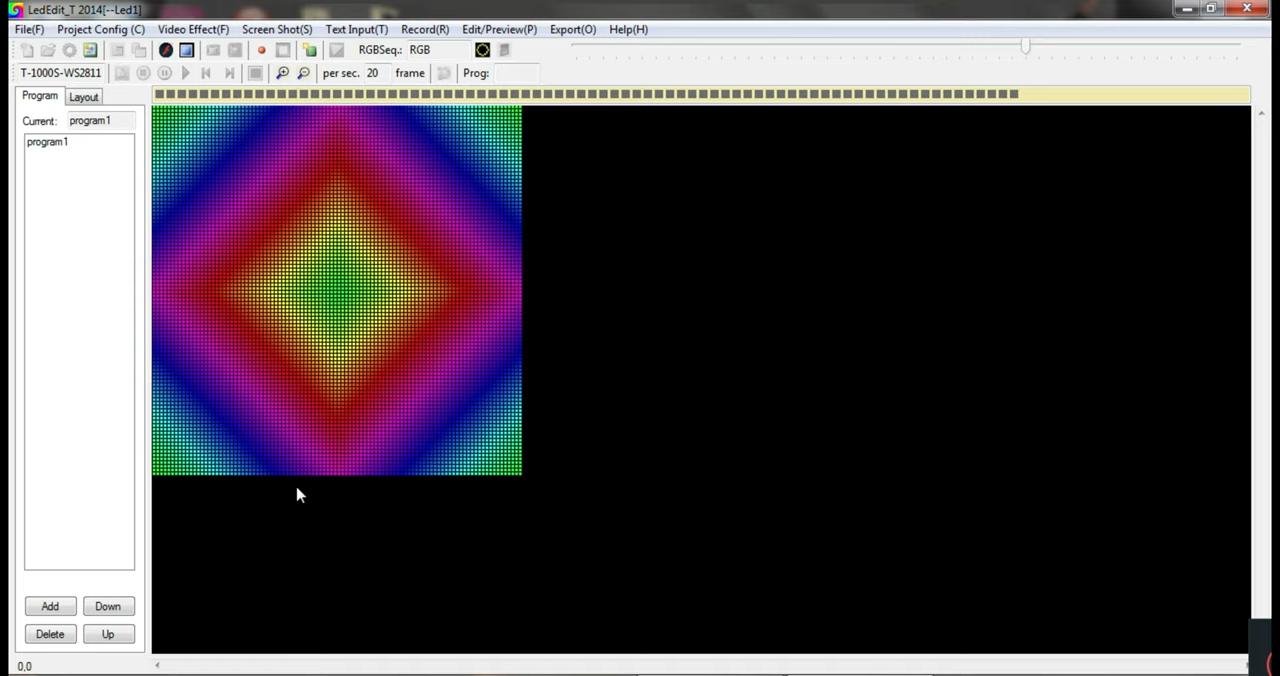 LedEdit_T 2014[--Led1]
File(F) Project Config (C) Video Effect(F) Screen Shot(S) Text Input(T) Record(R) Edit/Preview(P) Export(O) Help(H)
RGBSeq.: RGB
T-1000S-WS2811 per sec. 20 frame Prog:
Program Layout
Current: program1
program1
Add Down
Delete Up
0,0